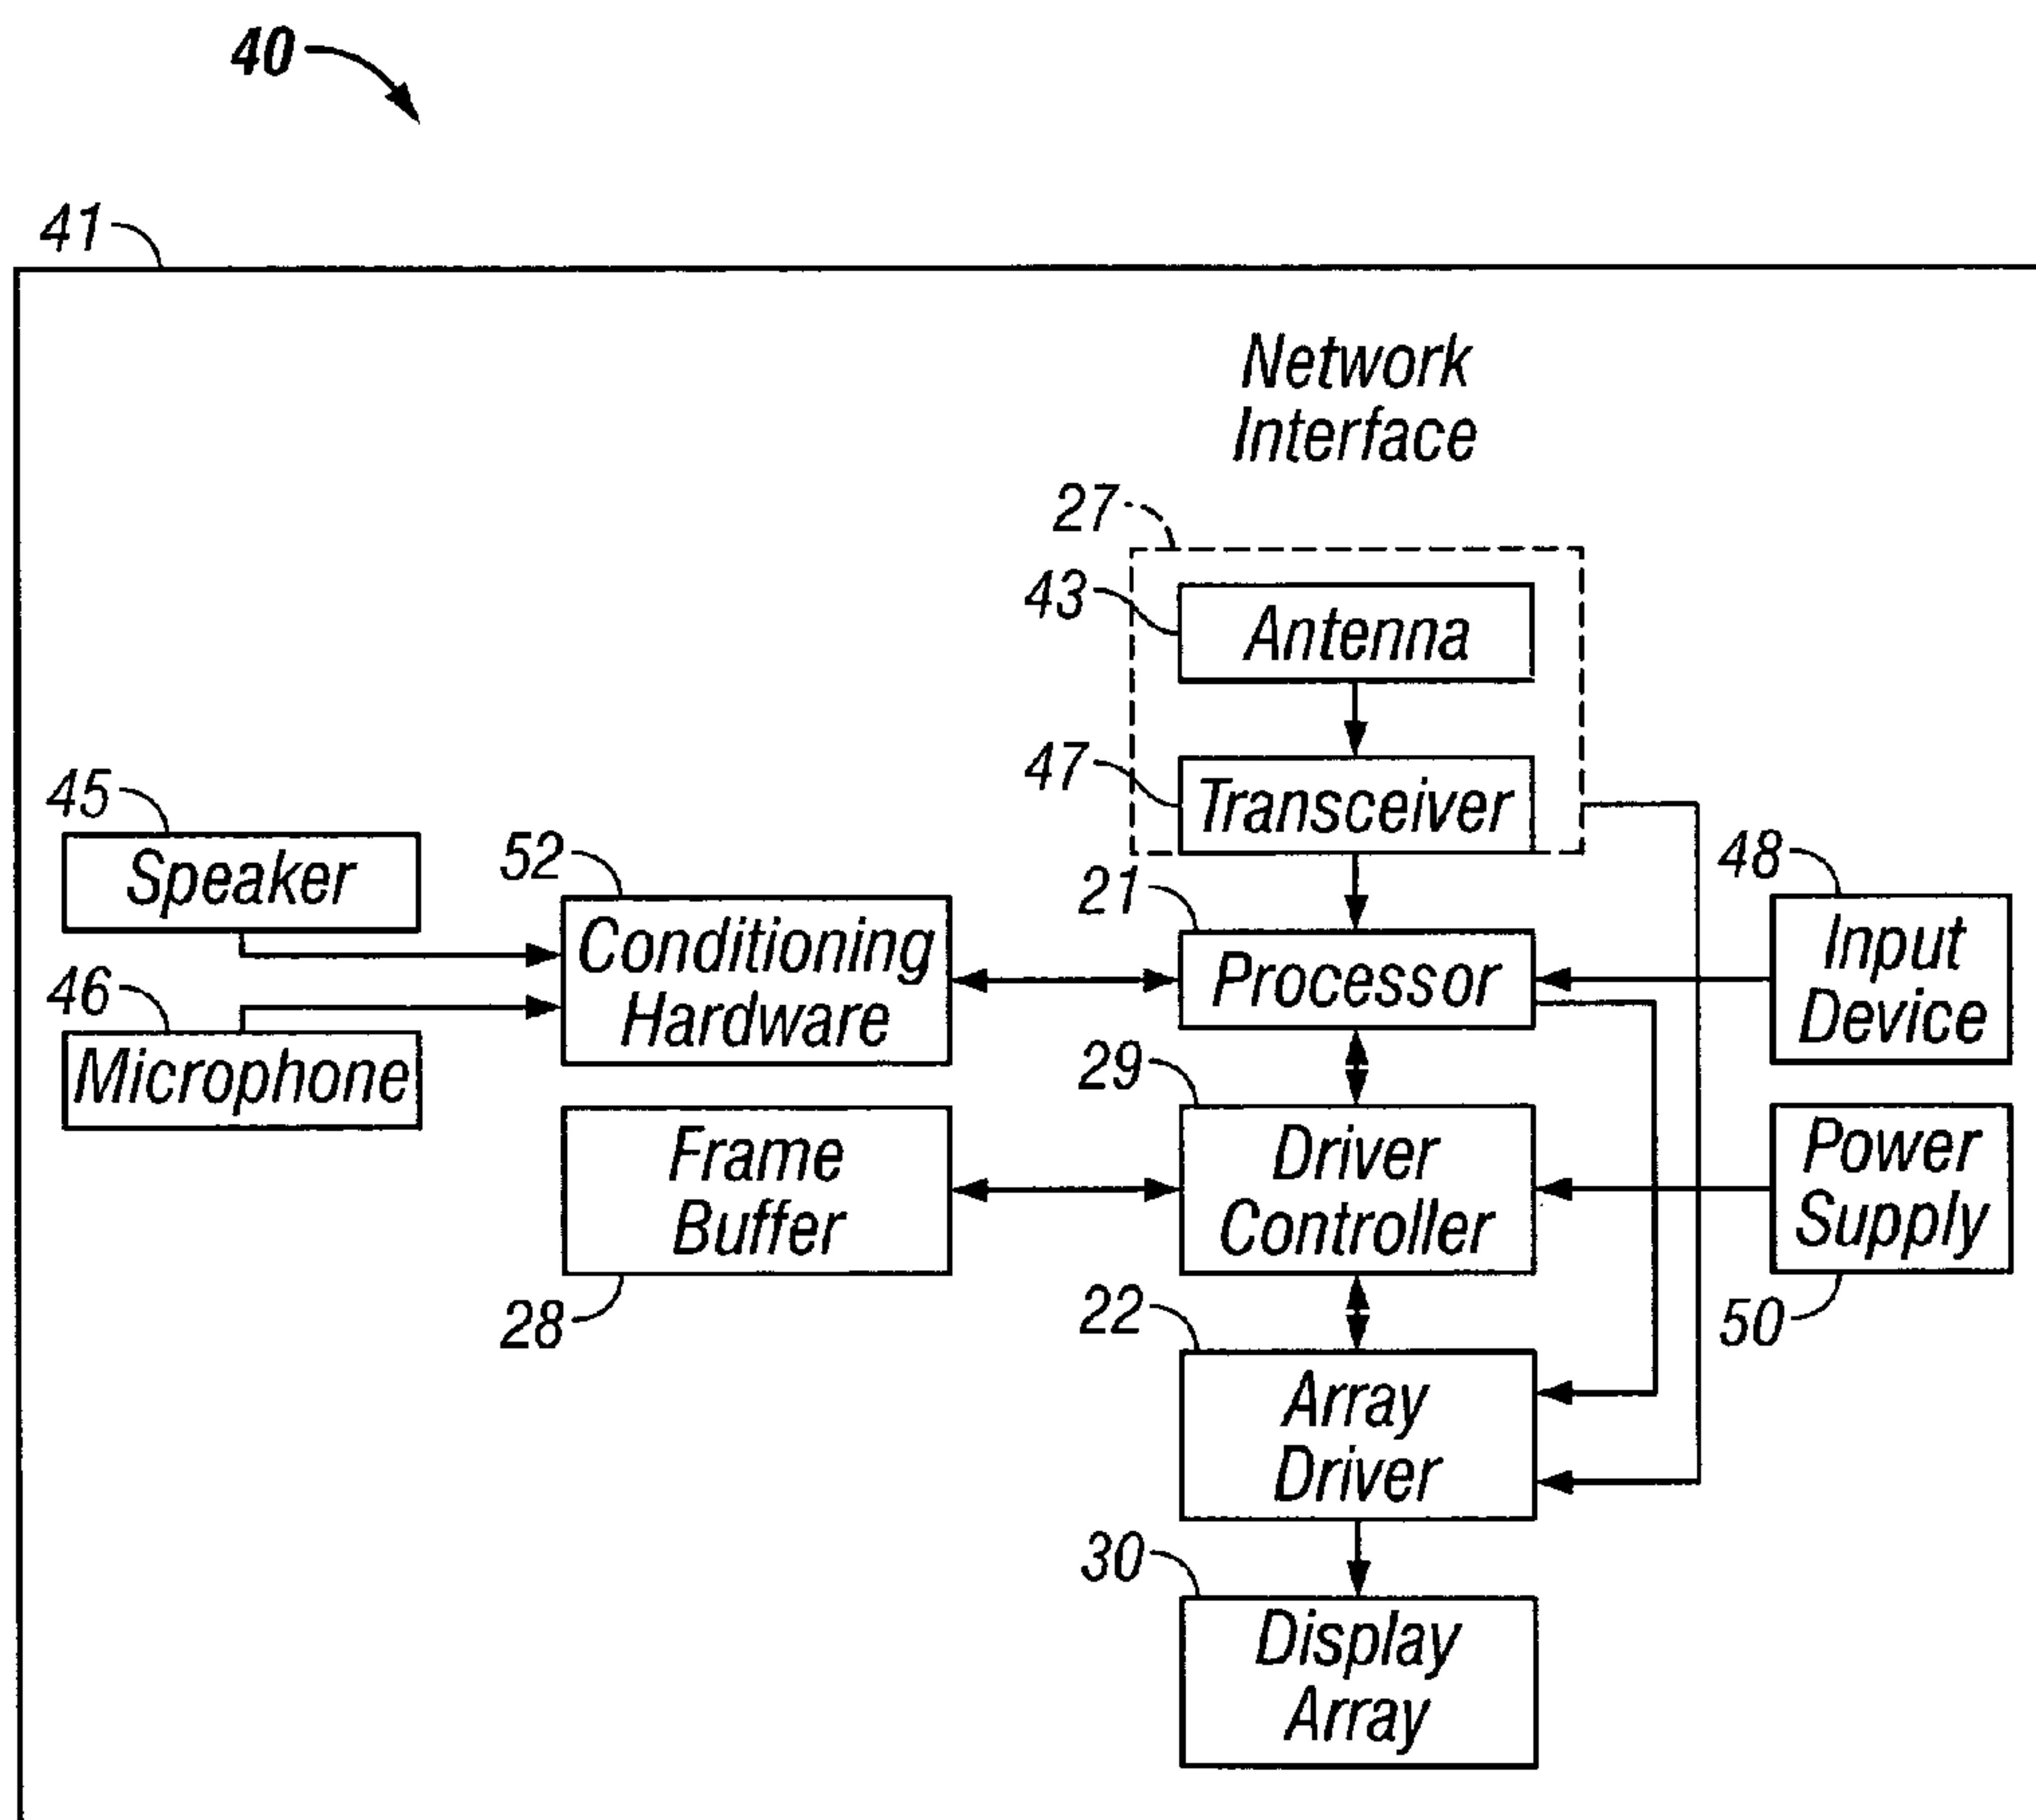 40
41
Network
Interface
27
43
Antenna
47
Transceiver
45
Speaker
52
Conditioning
Hardware
21
Processor
48
Input
Device
46
Microphone
29
Driver
Controller
Frame
Buffer
28
Power
Supply
50
22
Array
Driver
30
Display
Array